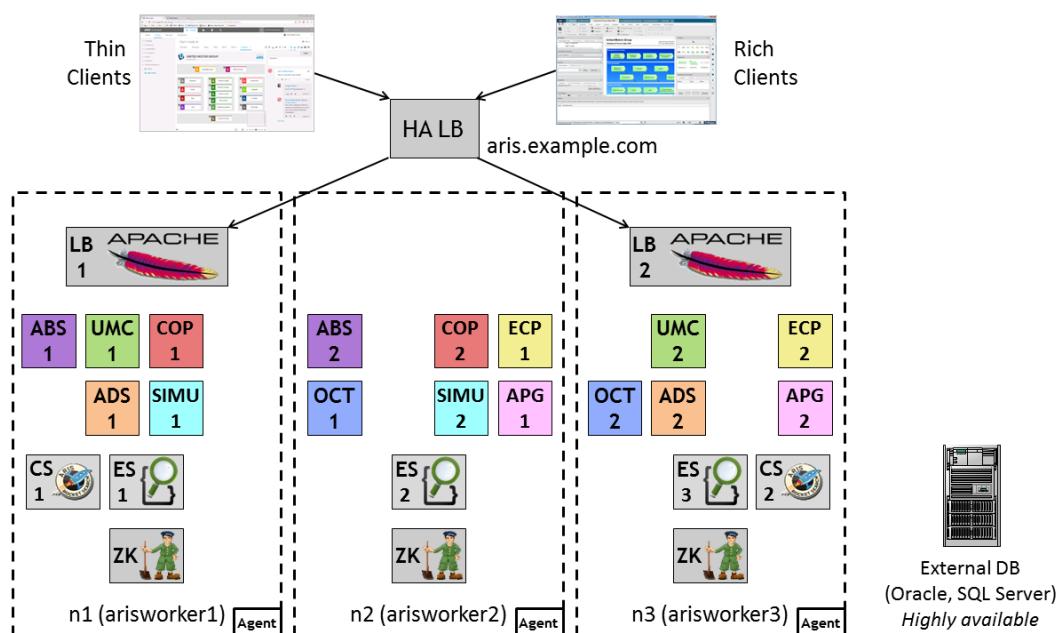 Thin
Clients
Rich
Clients
HA LB
aris.example.com
LB
1
APACHE
LB
2
APACHE
ABS
1
UMC
1
COP
1
ABS
2
COP
2
ECP
1
UMC
2
ECP
2
ADS
1
SIMU
1
OCT
1
SIMU
2
APG
1
OCT
2
ADS
2
APG
2
CS
1
ES
1
ES
2
ES
3
CS
2
ZK
ZK
ZK
External DB
(Oracle, SQL Server)
Highly available
n1 (arisworker1)
Agent
n2 (arisworker2)
Agent
n3 (arisworker3)
Agent